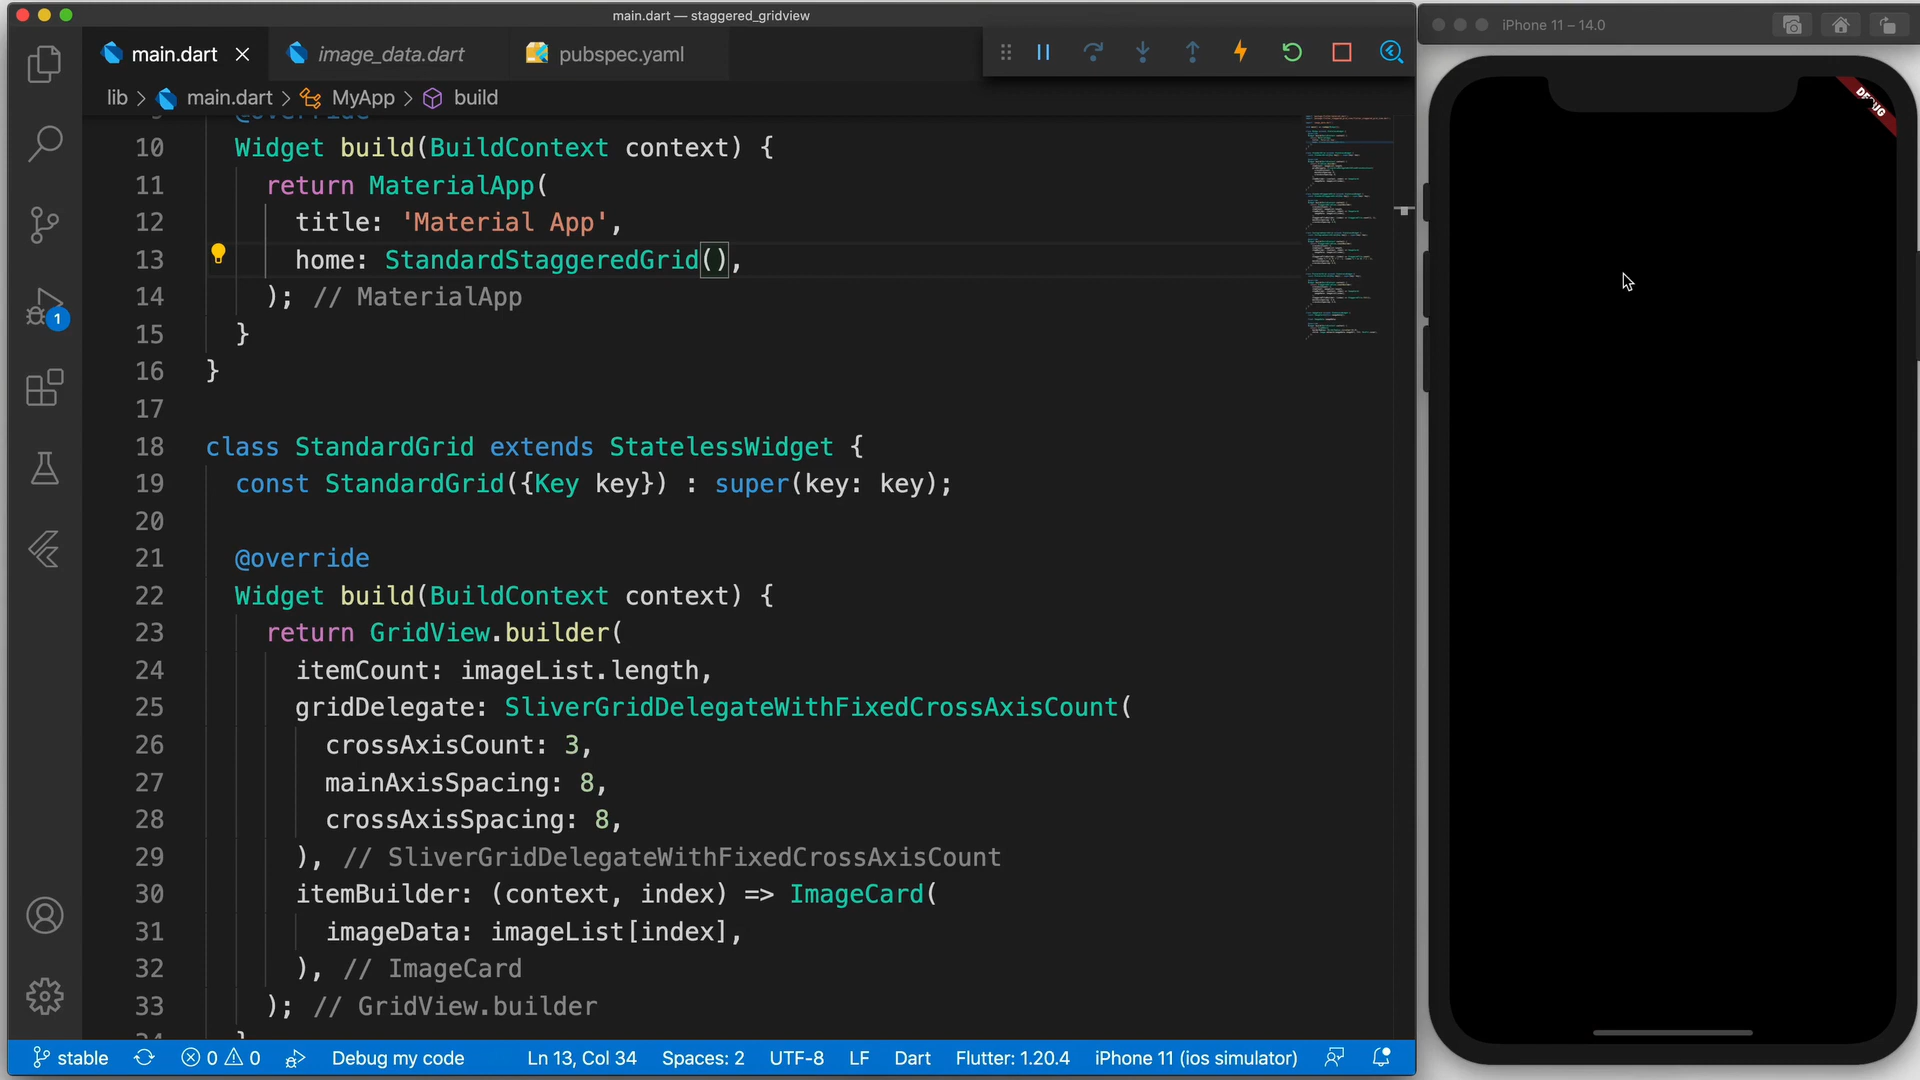 main.dart — staggered_gridview
iPhone 11 – 14.0
main.dart
image_data.dart
pubspec.yaml
lib > main.dart > MyApp > build
@override
10 Widget build(BuildContext context) {
11 return MaterialApp(
12 title: 'Material App',
13 home: StandardStaggeredGrid(),
14 ); // MaterialApp
15 }
16 }
17
18 class StandardGrid extends StatelessWidget {
19 const StandardGrid({Key key}) : super(key: key);
20
21 @override
22 Widget build(BuildContext context) {
23 return GridView.builder(
24 itemCount: imageList.length,
25 gridDelegate: SliverGridDelegateWithFixedCrossAxisCount(
26 crossAxisCount: 3,
27 mainAxisSpacing: 8,
28 crossAxisSpacing: 8,
29 ), // SliverGridDelegateWithFixedCrossAxisCount
30 itemBuilder: (context, index) => ImageCard(
31 imageData: imageList[index],
32 ), // ImageCard
33 ); // GridView.builder
1
DEBUG
stable 0 0 Debug my code Ln 13, Col 34 Spaces: 2 UTF-8 LF Dart Flutter: 1.20.4 iPhone 11 (ios simulator)